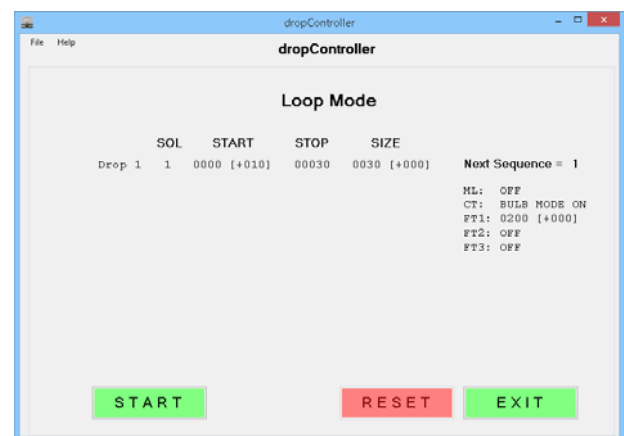 dropController
File Help
dropController
Loop Mode
SOL START STOP SIZE
Drop 1 1 0000 [+010] 00030 0030 [+000]
Next Sequence = 1
ML: OFF
CT: BULB MODE ON
FT1: 0200 [+000]
FT2: OFF
FT3: OFF
START RESET EXIT